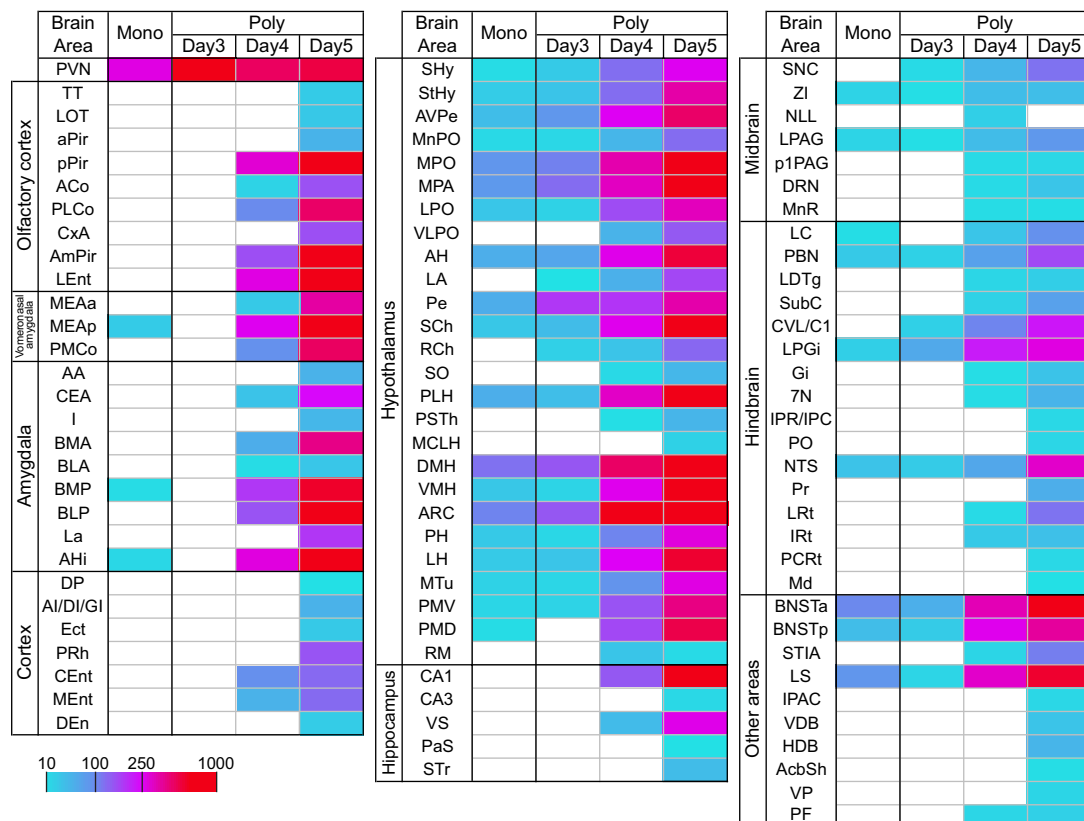 Brain Area Mono Poly
Day3 Day4 Day5
PVN
Olfactory cortex
TT
LOT
aPir
pPir
ACo
PLCo
CxA
AmPir
LEnt
Vomeronasal amygdala
MEAa
MEAp
PMCo
Amygdala
AA
CEA
I
BMA
BLA
BMP
BLP
La
AHi
Cortex
DP
AI/DI/GI
Ect
PRh
CEnt
MEnt
DEn
10 100 250 1000
Brain Area Mono Poly
Day3 Day4 Day5
Hypothalamus
SHy
StHy
AVPe
MnPO
MPO
MPA
LPO
VLPO
AH
LA
Pe
SCh
RCh
SO
PLH
PSTh
MCLH
DMH
VMH
ARC
PH
LH
MTu
PMV
PMD
RM
Hippocampus
CA1
CA3
VS
PaS
STr
Brain Area Mono Poly
Day3 Day4 Day5
Midbrain
SNC
ZI
NLL
LPAG
p1PAG
DRN
MnR
Hindbrain
LC
PBN
LDTg
SubC
CVL/C1
LPGi
Gi
7N
IPR/IPC
PO
NTS
Pr
LRt
IRt
PCRt
Md
Other areas
BNSTa
BNSTp
STIA
LS
IPAC
VDB
HDB
AcbSh
VP
PF